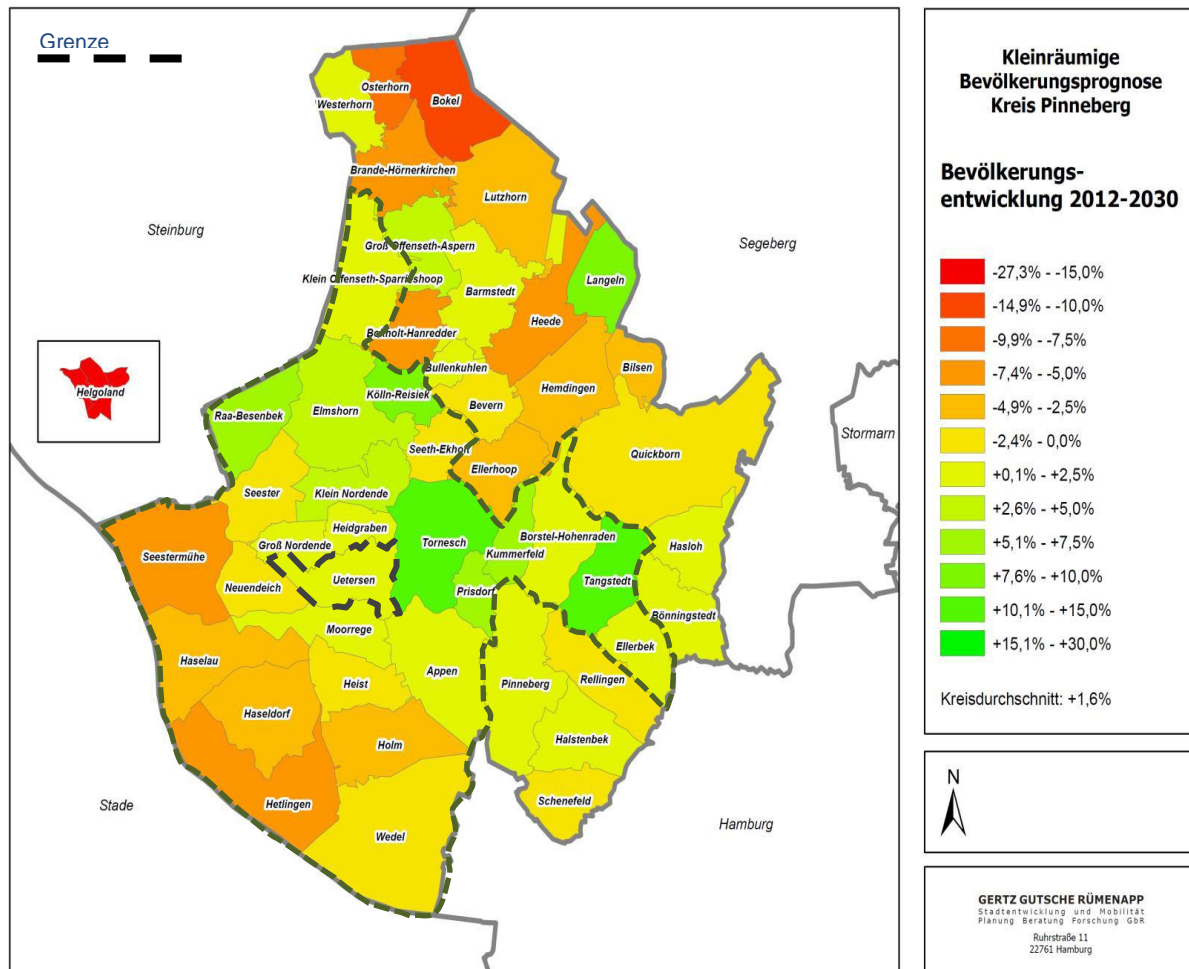 Grenze
Osterhorn
Bokel
Westerhorn
Brande-Hörnerkirchen
Lutzhorn
Steinburg
Segeberg
Groß Offenseth-Aspern
Klein Offenseth-Sparrieshoop
Langeln
Barmstedt
Heede
Bokholt-Hanredder
Bullenkuhlen
Bilsen
Helgoland
Kölln-Reisiek
Hemdingen
Raa-Besenbek
Elmshorn
Bevern
Stormarn
Seeth-Ekholt
Quickborn
Ellerhoop
Seester
Klein Nordende
Heidgraben
Borstel-Hohenraden
Groß Nordende
Tornesch
Hasloh
Seestermühe
Kummerfeld
Uetersen
Tangstedt
Neuendeich
Prisdorf
Bönningstedt
Moorrege
Ellerbek
Haselau
Appen
Rellingen
Heist
Pinneberg
Haseldorf
Halstenbek
Holm
Schenefeld
Hetlingen
Stade
Hamburg
Wedel
Kleinräumige
Bevölkerungsprognose
Kreis Pinneberg
Bevölkerungs-
entwicklung 2012-2030
-27,3% - -15,0%
-14,9% - -10,0%
-9,9% - -7,5%
-7,4% - -5,0%
-4,9% - -2,5%
-2,4% - 0,0%
+0,1% - +2,5%
+2,6% - +5,0%
+5,1% - +7,5%
+7,6% - +10,0%
+10,1% - +15,0%
+15,1% - +30,0%
Kreisdurchschnitt: +1,6%
N
GERTZ GUTSCHE RÜMENAPP
Stadtentwicklung und Mobilität
Planung Beratung Forschung GbR
Ruhrstraße 11
22761 Hamburg